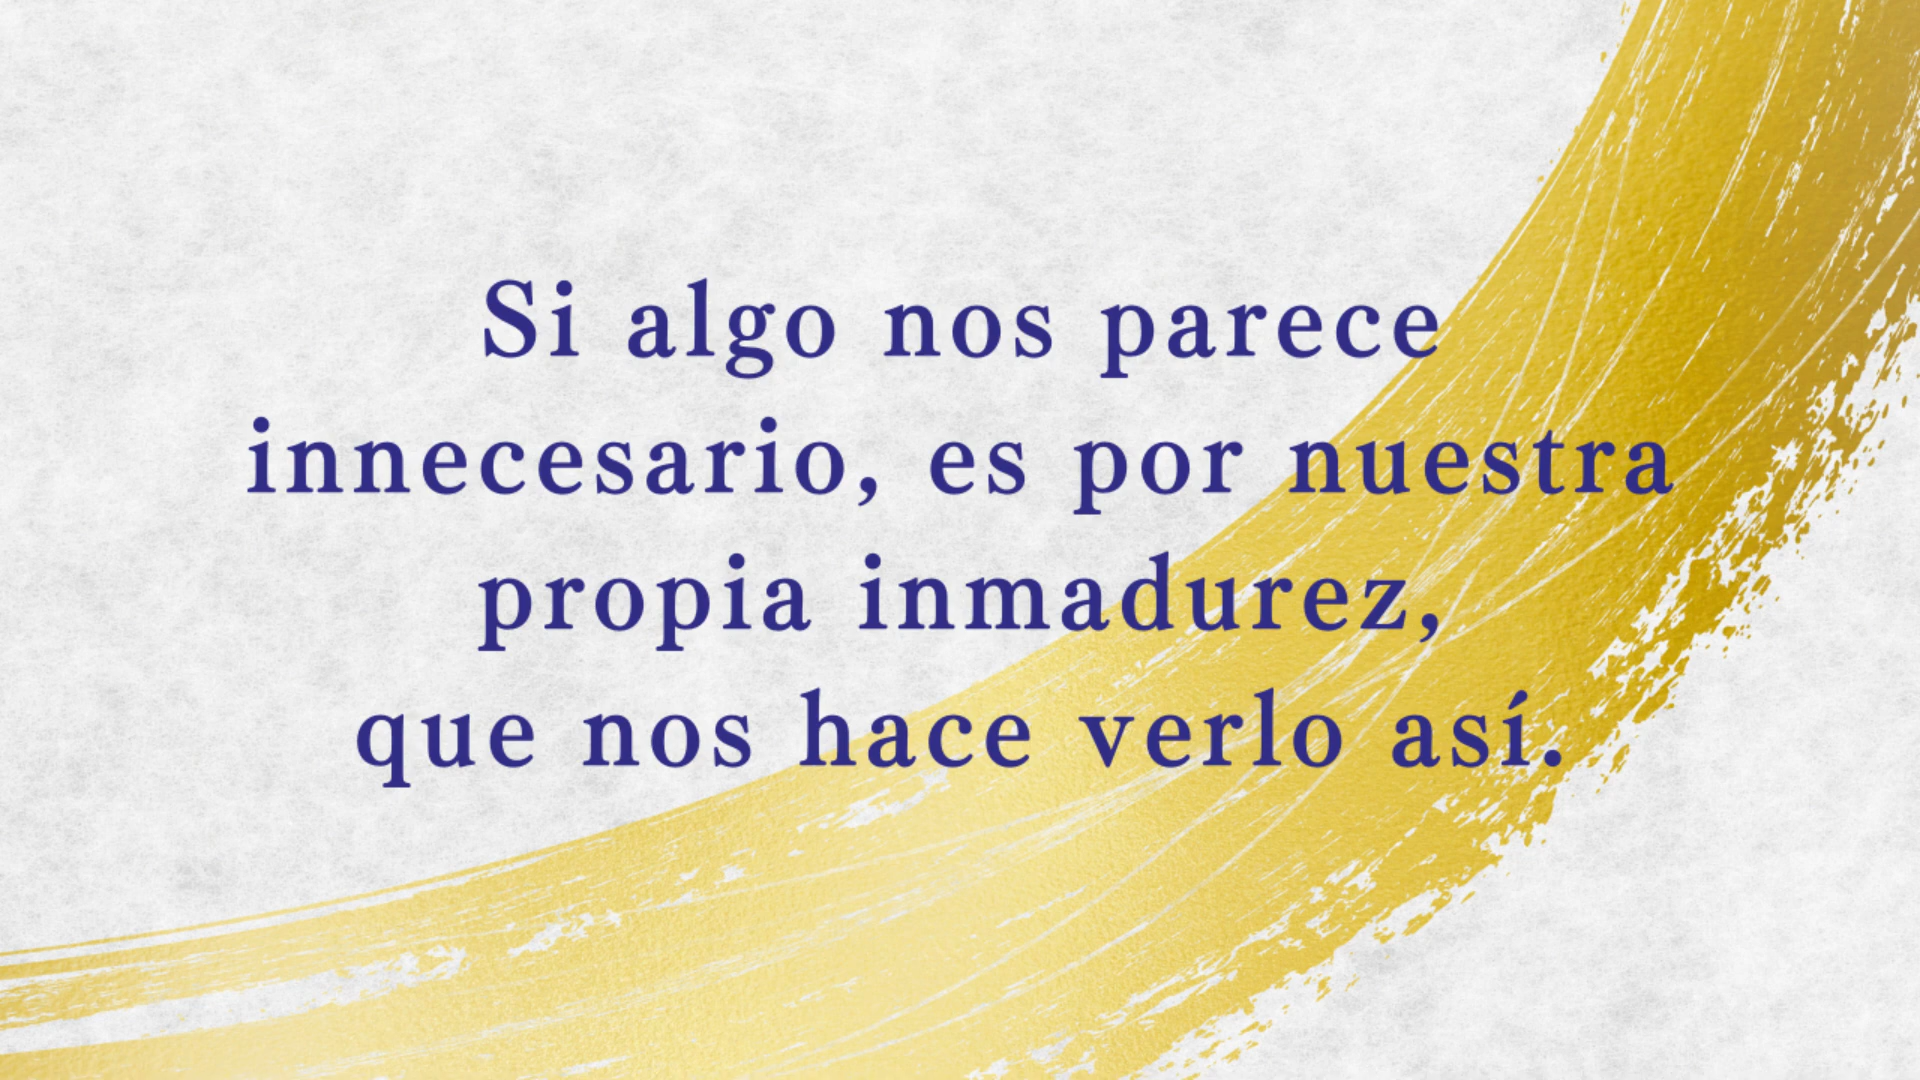 Si algo nos parece
innecesario, es por nuestra
propia inmadurez,
que nos hace verlo así.